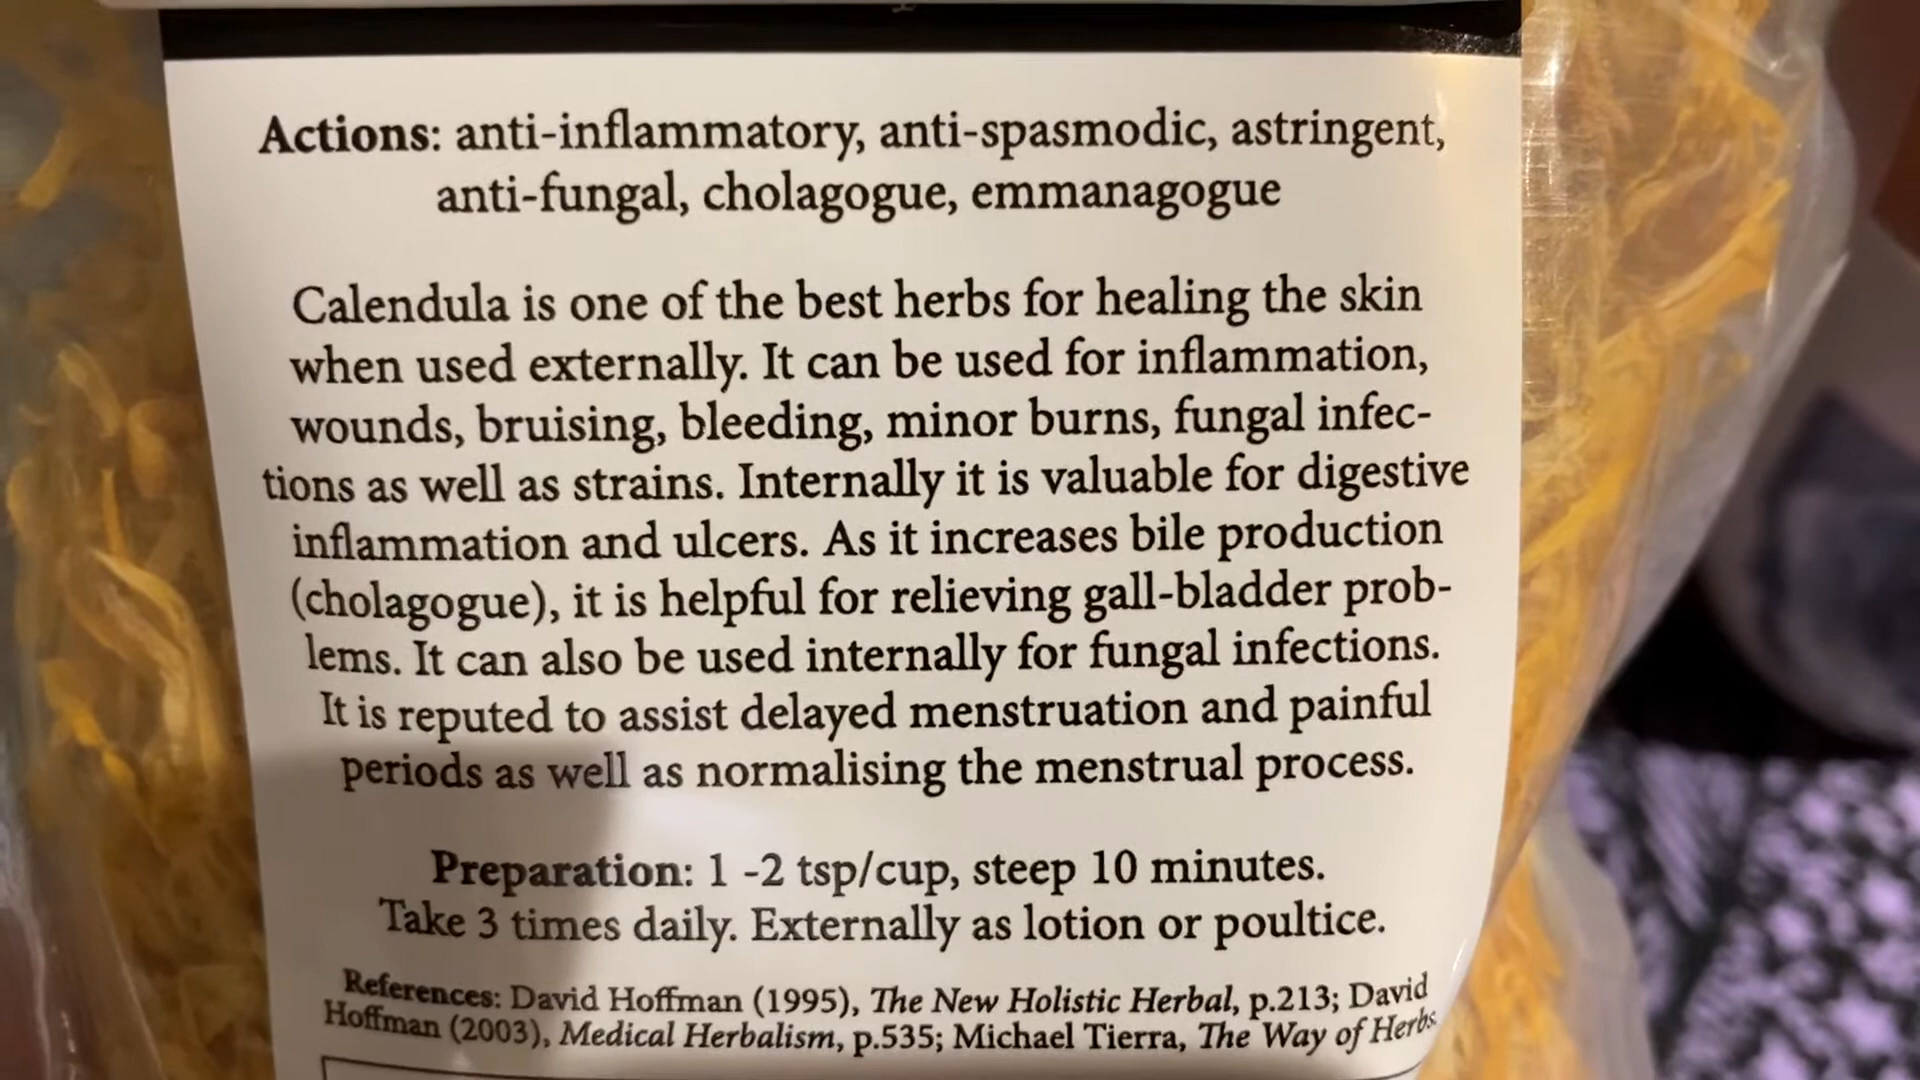 Actions: anti-inflammatory, anti-spasmodic, astringent,
anti-fungal, cholagogue, emmanagogue
Calendula is one of the best herbs for healing the skin
when used externally. It can be used for inflammation,
wounds, bruising, bleeding, minor burns, fungal infec-
tions as well as strains. Internally it is valuable for digestive
inflammation and ulcers. As it increases bile production
(cholagogue), it is helpful for relieving gall-bladder prob-
lems. It can also be used internally for fungal infections.
It is reputed to assist delayed menstruation and painful
periods as well as normalising the menstrual process.
Preparation: 1 -2 tsp/cup, steep 10 minutes.
Take 3 times daily. Externally as lotion or poultice.
References: David Hoffman (1995), The New Holistic Herbal, p.213; David
Hoffman (2003), Medical Herbalism, p.535; Michael Tierra, The Way of Herbs